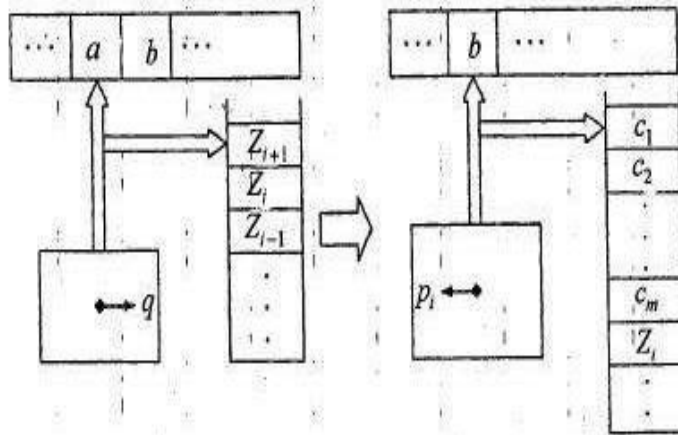 ... a b ...
Z_{i+1}
Z_i
Z_{i-1}
.
.
.
q
... b ...
c_1
c_2
.
.
.
c_m
Z_i
.
.
p_i